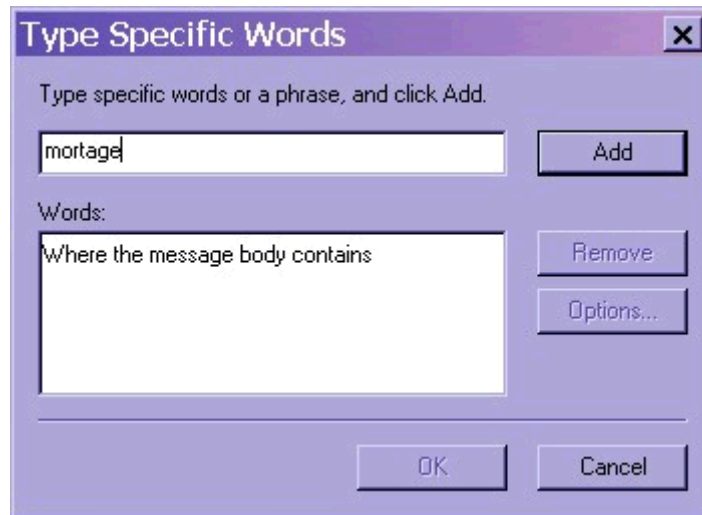 Type Specific Words
Type specific words or a phrase, and click Add.
mortage
Add
Words:
Where the message body contains
Remove
Options...
OK
Cancel